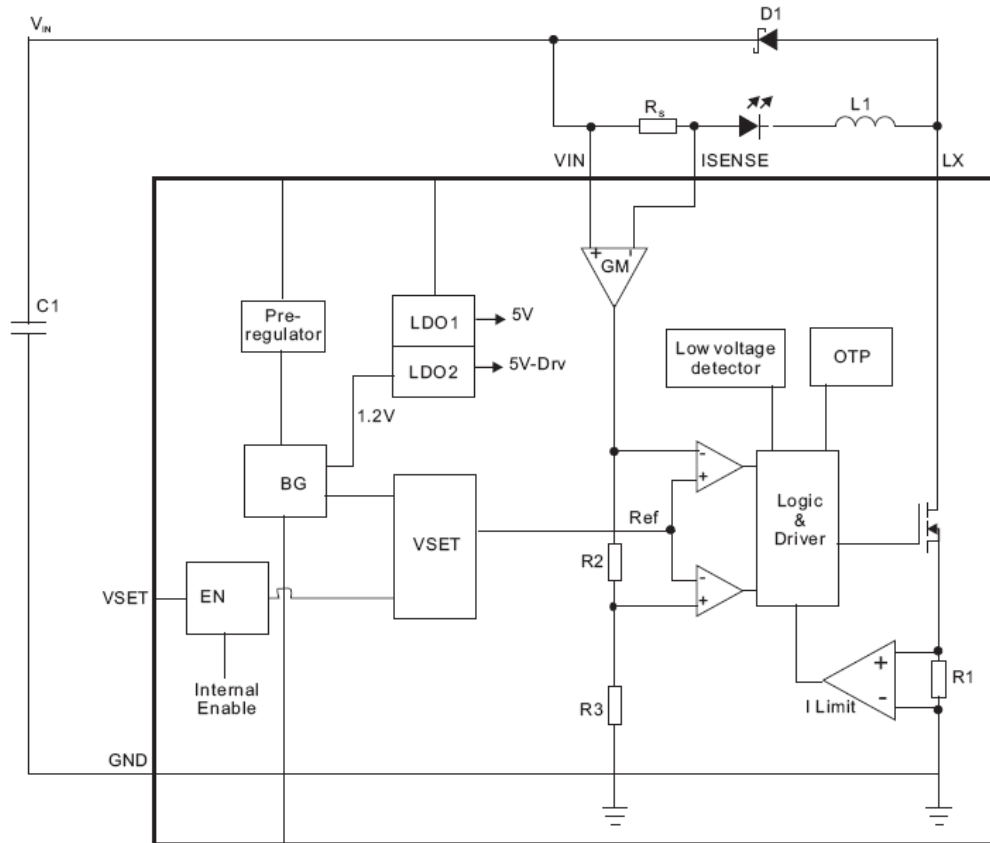 D1
VIN
Rs
L1
VIN
ISENSE
LX
+
-
GM
C1
Pre-
regulator
LDO1
5V
LDO2
5V-Drv
Low voltage
detector
OTP
1.2V
BG
-
+
Logic
&
Driver
Ref
VSET
R2
VSET
EN
-
+
Internal
Enable
R3
+
-
I Limit
R1
GND